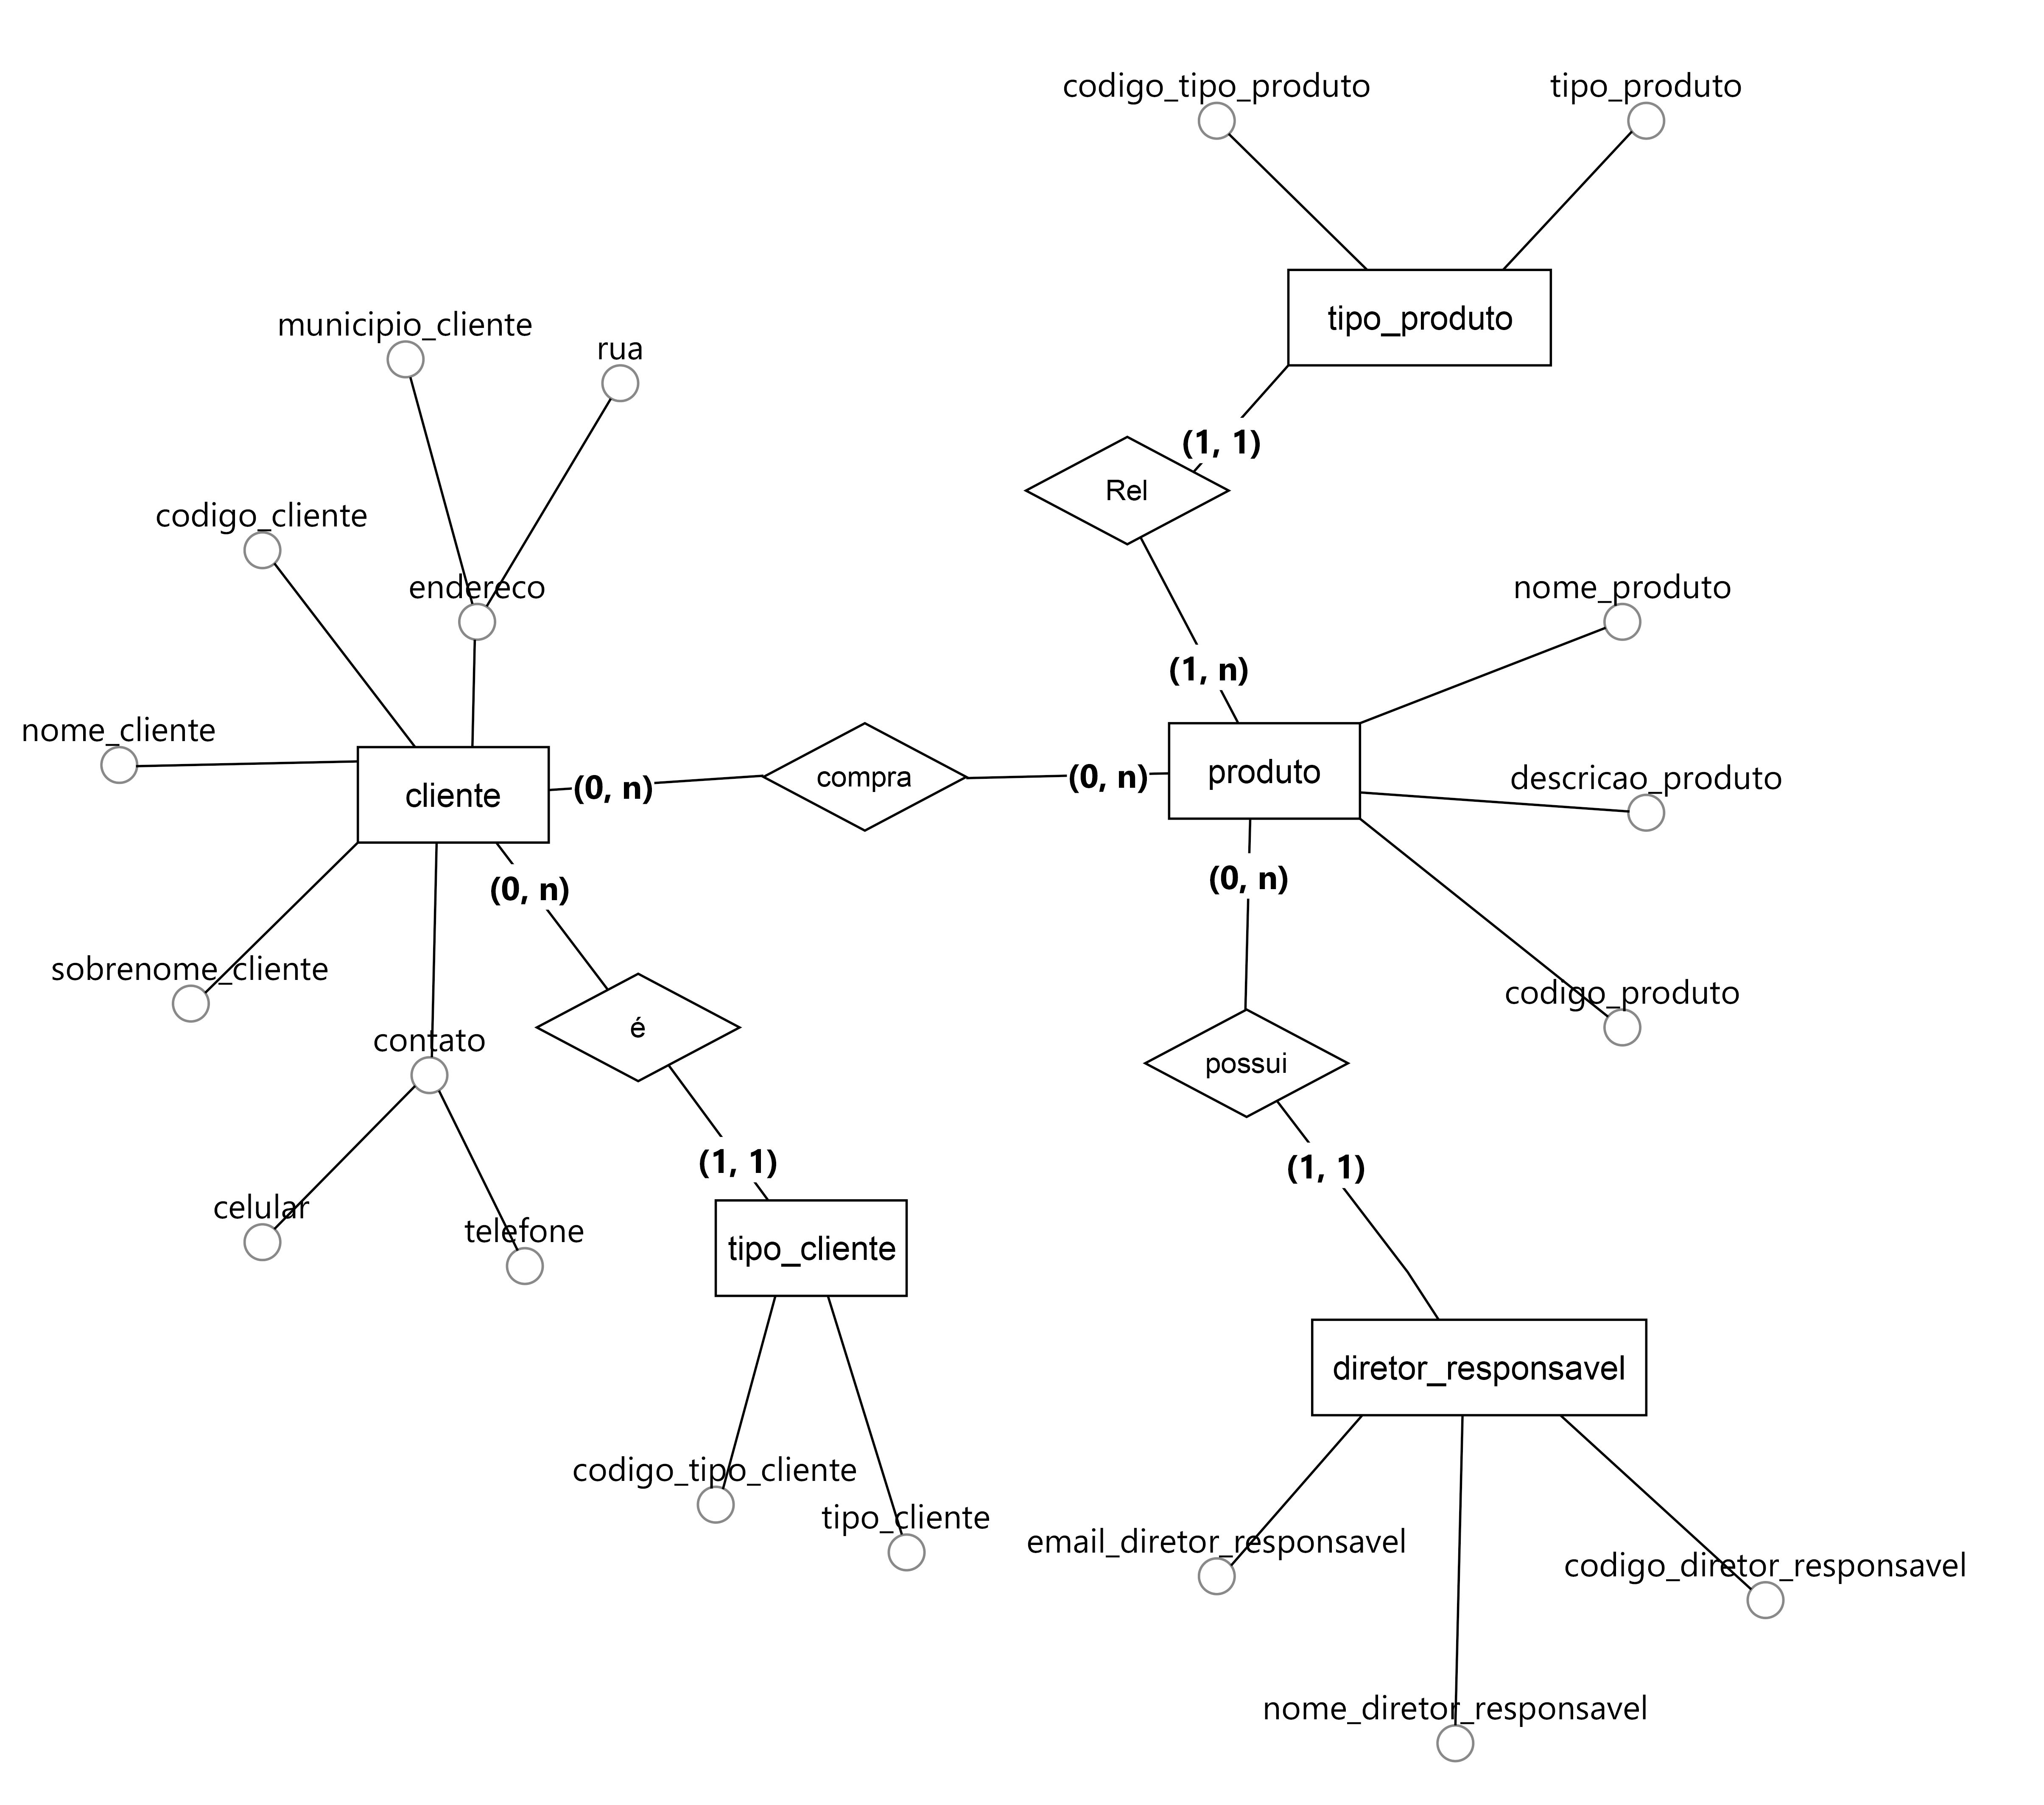 codigo_tipo_produto
tipo_produto
tipo_produto
municipio_cliente
rua
(1, 1)
Rel
codigo_cliente
endereco
nome_produto
(1, n)
nome_cliente
cliente
(0, n)
compra
(0, n)
produto
descricao_produto
(0, n)
(0, n)
sobrenome_cliente
codigo_produto
contato
é
possui
(1, 1)
(1, 1)
celular
telefone
tipo_cliente
diretor_responsavel
codigo_tipo_cliente
tipo_cliente
email_diretor_responsavel
codigo_diretor_responsavel
nome_diretor_responsavel